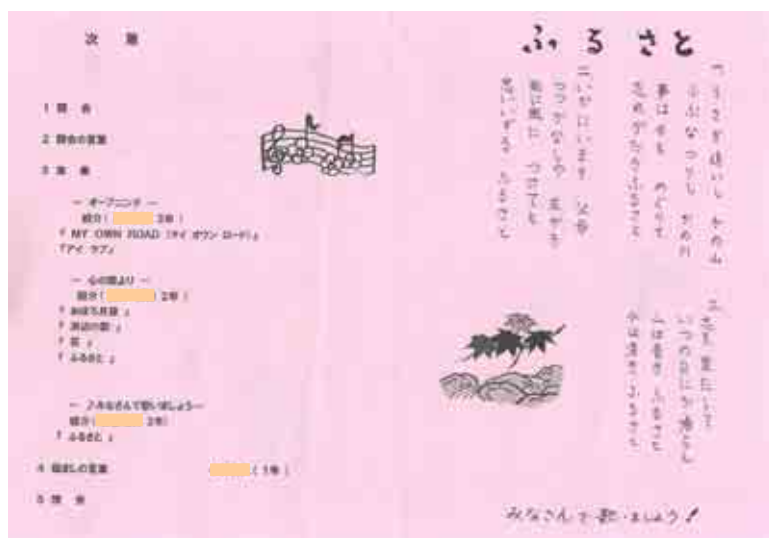 次 第
1 開 会
2 開会の言葉
3 演 奏
― オープニング ―
紹介( 3年 )
『 MY OWN ROAD (マイ オウン ロード) 』
『アイ ラブ』
― 心の歌より ―
紹介( ) 2年 )
『 おぼろ月夜 』
『 浜辺の歌 』
『 花 』
『 ふるさと 』
― ♪みなさんで歌いましょう―
紹介( 2年)
『 ふるさと 』
4 励ましの言葉 ( 1年 )
5 閉 会
ふるさと
一、うさぎ追いし かの山
こぶなつりし かの川
夢は今も めぐりて
忘れがたき ふるさと
二、いかにいます 父母
つつがなしや 友がき
雨に風に つけても
思いいずる ふるさと
三、志を 果たいて
いつの日にか 帰らん
山は青き ふるさと
水は清き ふるさと
みなさんで歌いましょう!